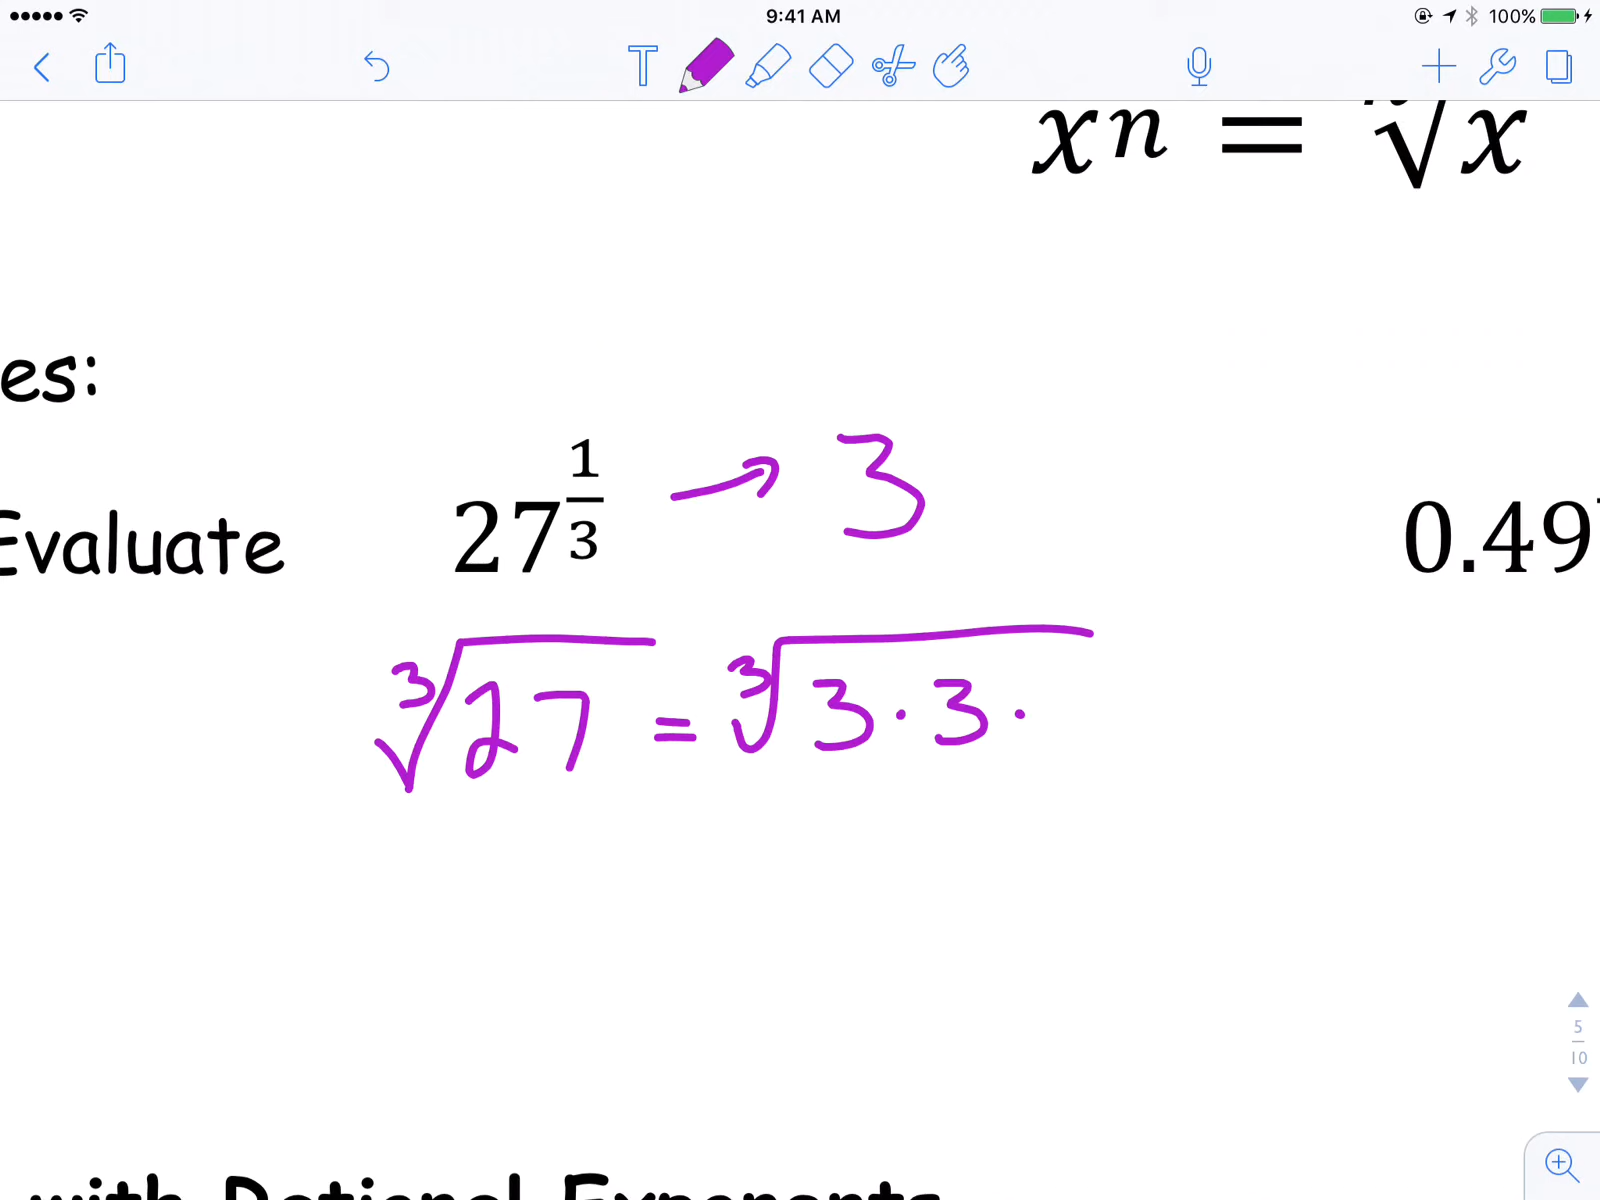 9:41 AM 100%
xn = √x
es:
Evaluate 27^(1/3) → 3 0.49
∛27 = ∛3 · 3 ·
5
10
with Rational Exponents